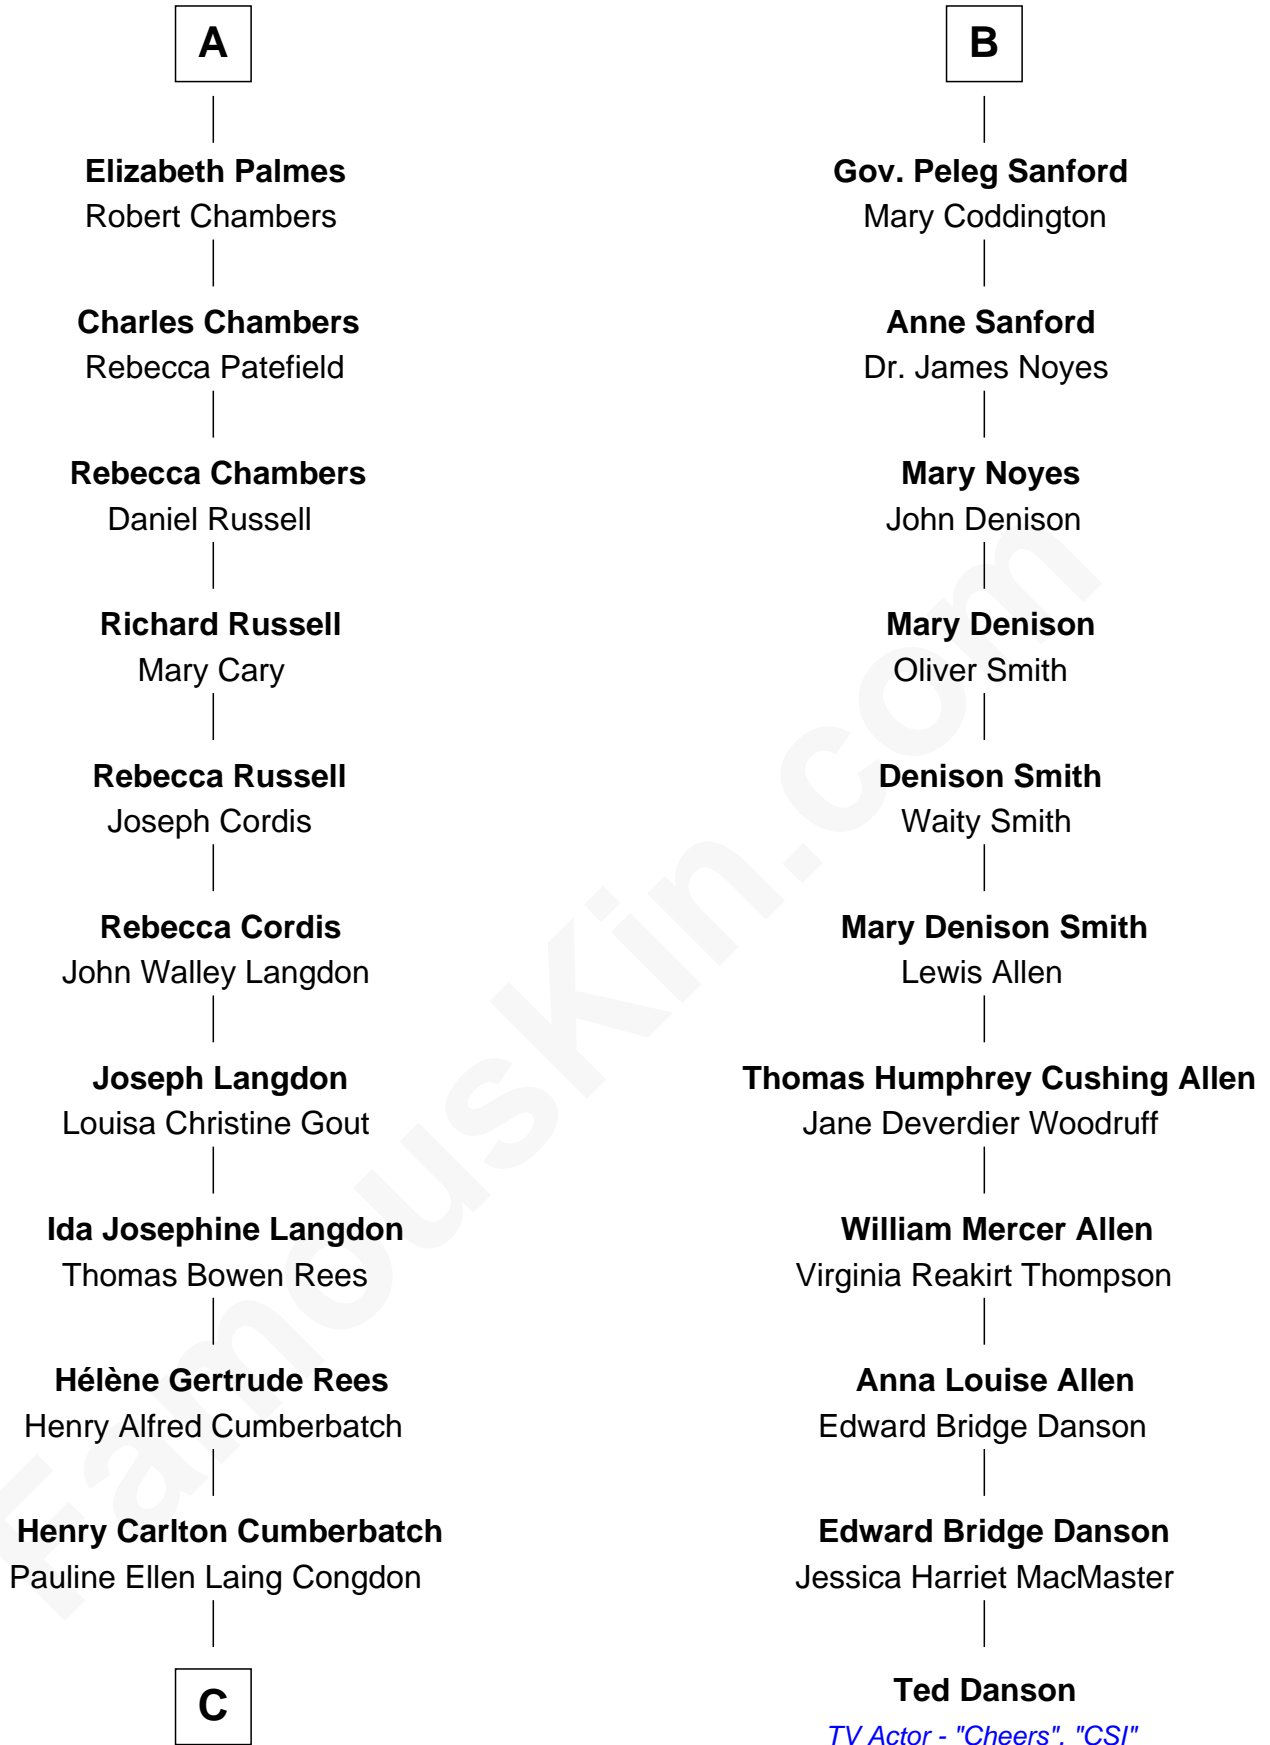 A
Elizabeth Palmes
Robert Chambers
Charles Chambers
Rebecca Patefield
Rebecca Chambers
Daniel Russell
Richard Russell
Mary Cary
Rebecca Russell
Joseph Cordis
Rebecca Cordis
John Walley Langdon
Joseph Langdon
Louisa Christine Gout
Ida Josephine Langdon
Thomas Bowen Rees
Hélène Gertrude Rees
Henry Alfred Cumberbatch
Henry Carlton Cumberbatch
Pauline Ellen Laing Congdon
C
B
Gov. Peleg Sanford
Mary Coddington
Anne Sanford
Dr. James Noyes
Mary Noyes
John Denison
Mary Denison
Oliver Smith
Denison Smith
Waity Smith
Mary Denison Smith
Lewis Allen
Thomas Humphrey Cushing Allen
Jane Deverdier Woodruff
William Mercer Allen
Virginia Reakirt Thompson
Anna Louise Allen
Edward Bridge Danson
Edward Bridge Danson
Jessica Harriet MacMaster
Ted Danson
TV Actor - "Cheers", "CSI"
FamousKin.com